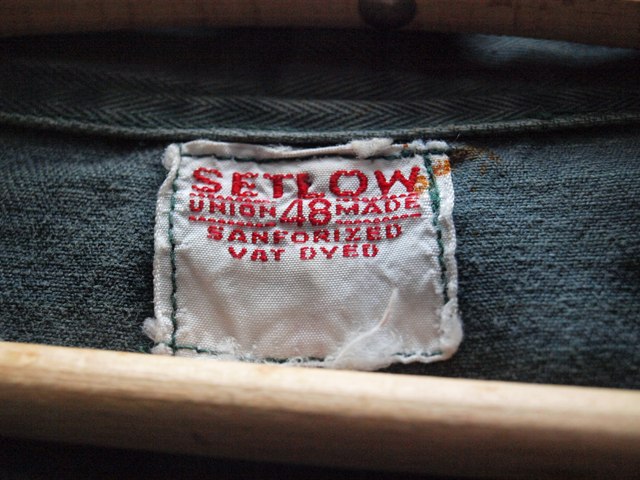 SETLOW
UNION 48 MADE
SANFORIZED
VAT DYED